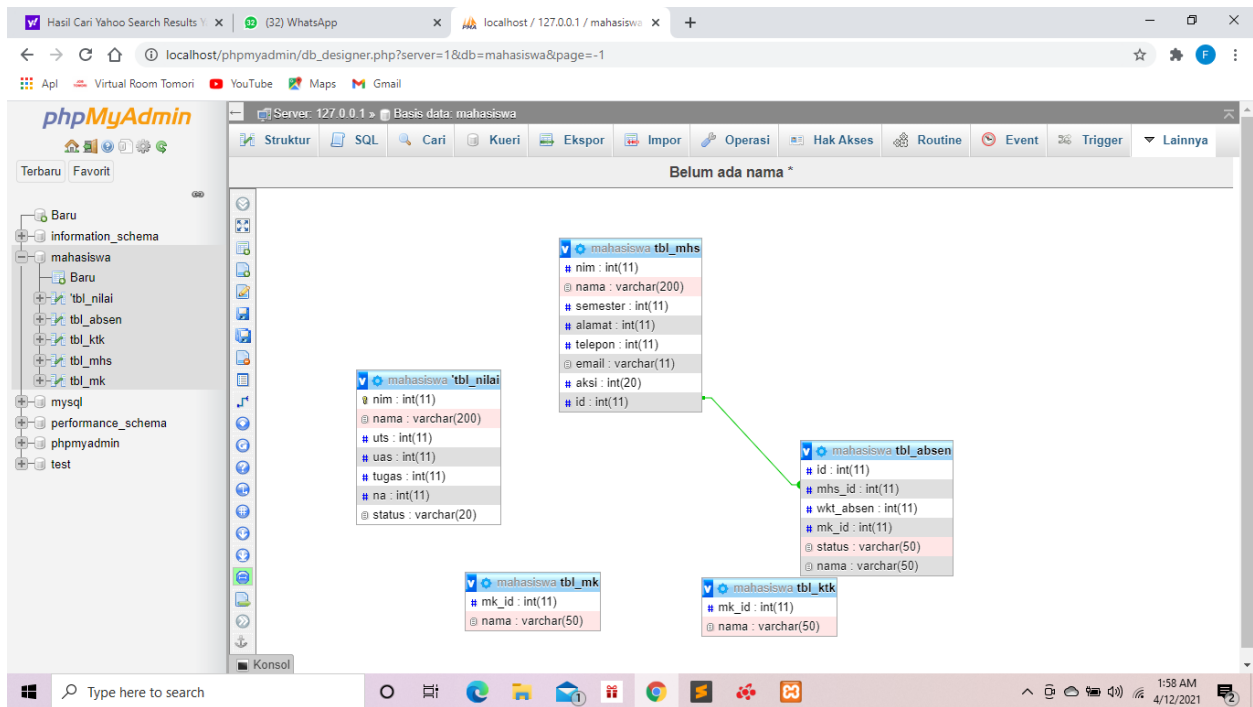 Hasil Cari Yahoo Search Results Y
(32) WhatsApp
localhost / 127.0.0.1 / mahasiswa
localhost/phpmyadmin/db_designer.php?server=1&db=mahasiswa&page=-1
F
Apl
Virtual Room Tomori
YouTube
Maps
Gmail
phpMyAdmin
Terbaru
Favorit
Baru
information_schema
mahasiswa
Baru
'tbl_nilai
tbl_absen
tbl_ktk
tbl_mhs
tbl_mk
mysql
performance_schema
phpmyadmin
test
Server: 127.0.0.1 » Basis data: mahasiswa
Struktur
SQL
Cari
Kueri
Ekspor
Impor
Operasi
Hak Akses
Routine
Event
Trigger
Lainnya
Belum ada nama *
mahasiswa tbl_mhs
nim : int(11)
nama : varchar(200)
semester : int(11)
alamat : int(11)
telepon : int(11)
email : varchar(11)
aksi : int(20)
id : int(11)
mahasiswa 'tbl_nilai
nim : int(11)
nama : varchar(200)
uts : int(11)
uas : int(11)
tugas : int(11)
na : int(11)
status : varchar(20)
mahasiswa tbl_absen
id : int(11)
mhs_id : int(11)
wkt_absen : int(11)
mk_id : int(11)
status : varchar(50)
nama : varchar(50)
mahasiswa tbl_mk
mk_id : int(11)
nama : varchar(50)
mahasiswa tbl_ktk
mk_id : int(11)
nama : varchar(50)
Konsol
Type here to search
1:58 AM
4/12/2021